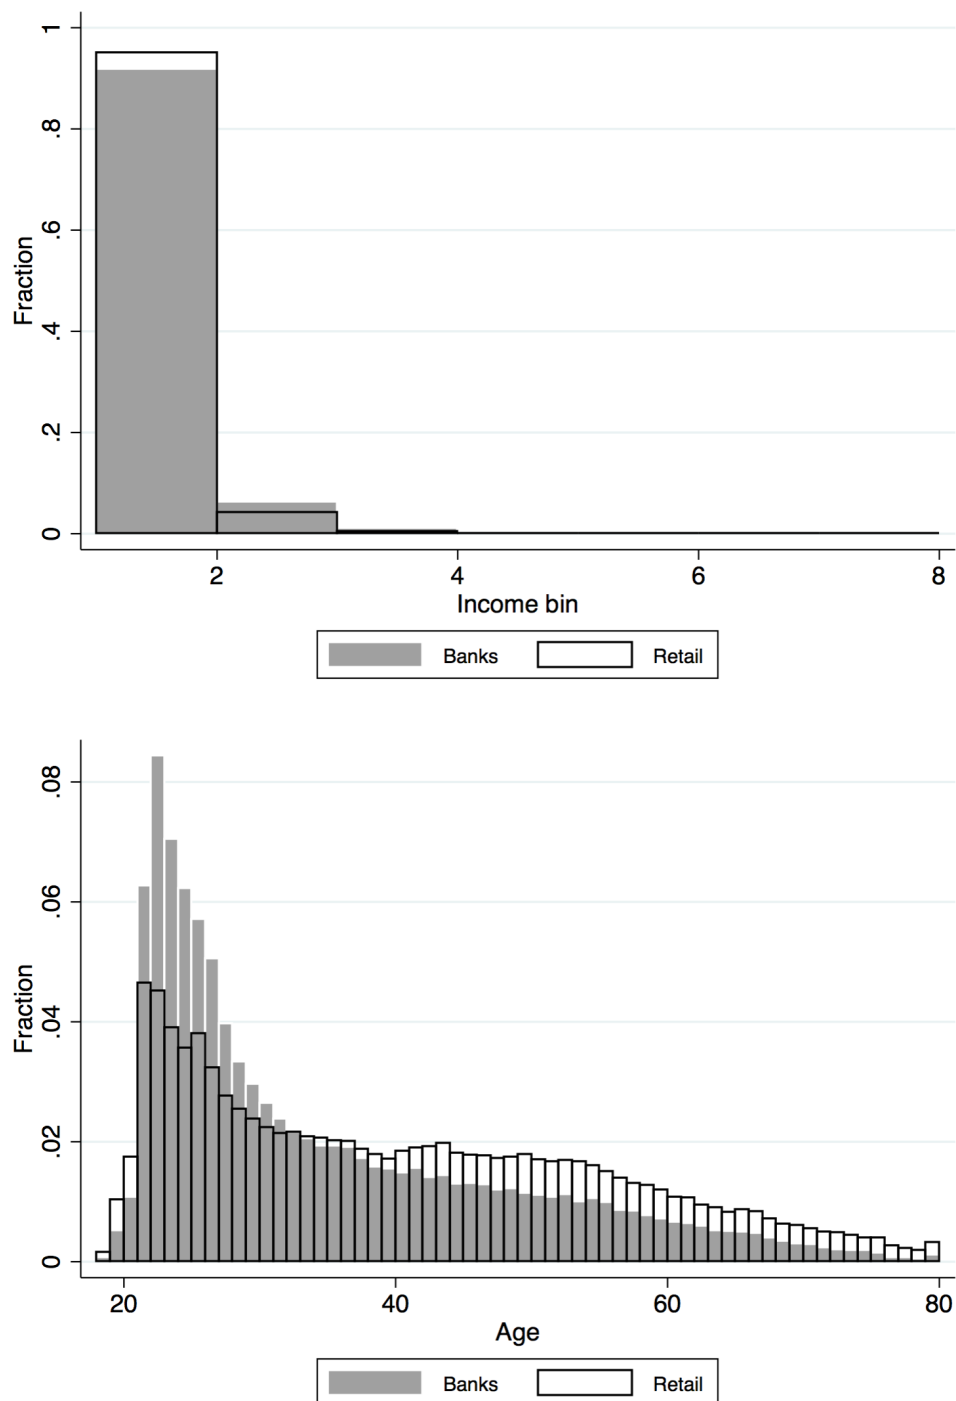 1
.8
.6
.4
.2
0
Fraction
2 4 6 8
Income bin
Banks Retail
.08
.06
.04
.02
0
Fraction
20 40 60 80
Age
Banks Retail